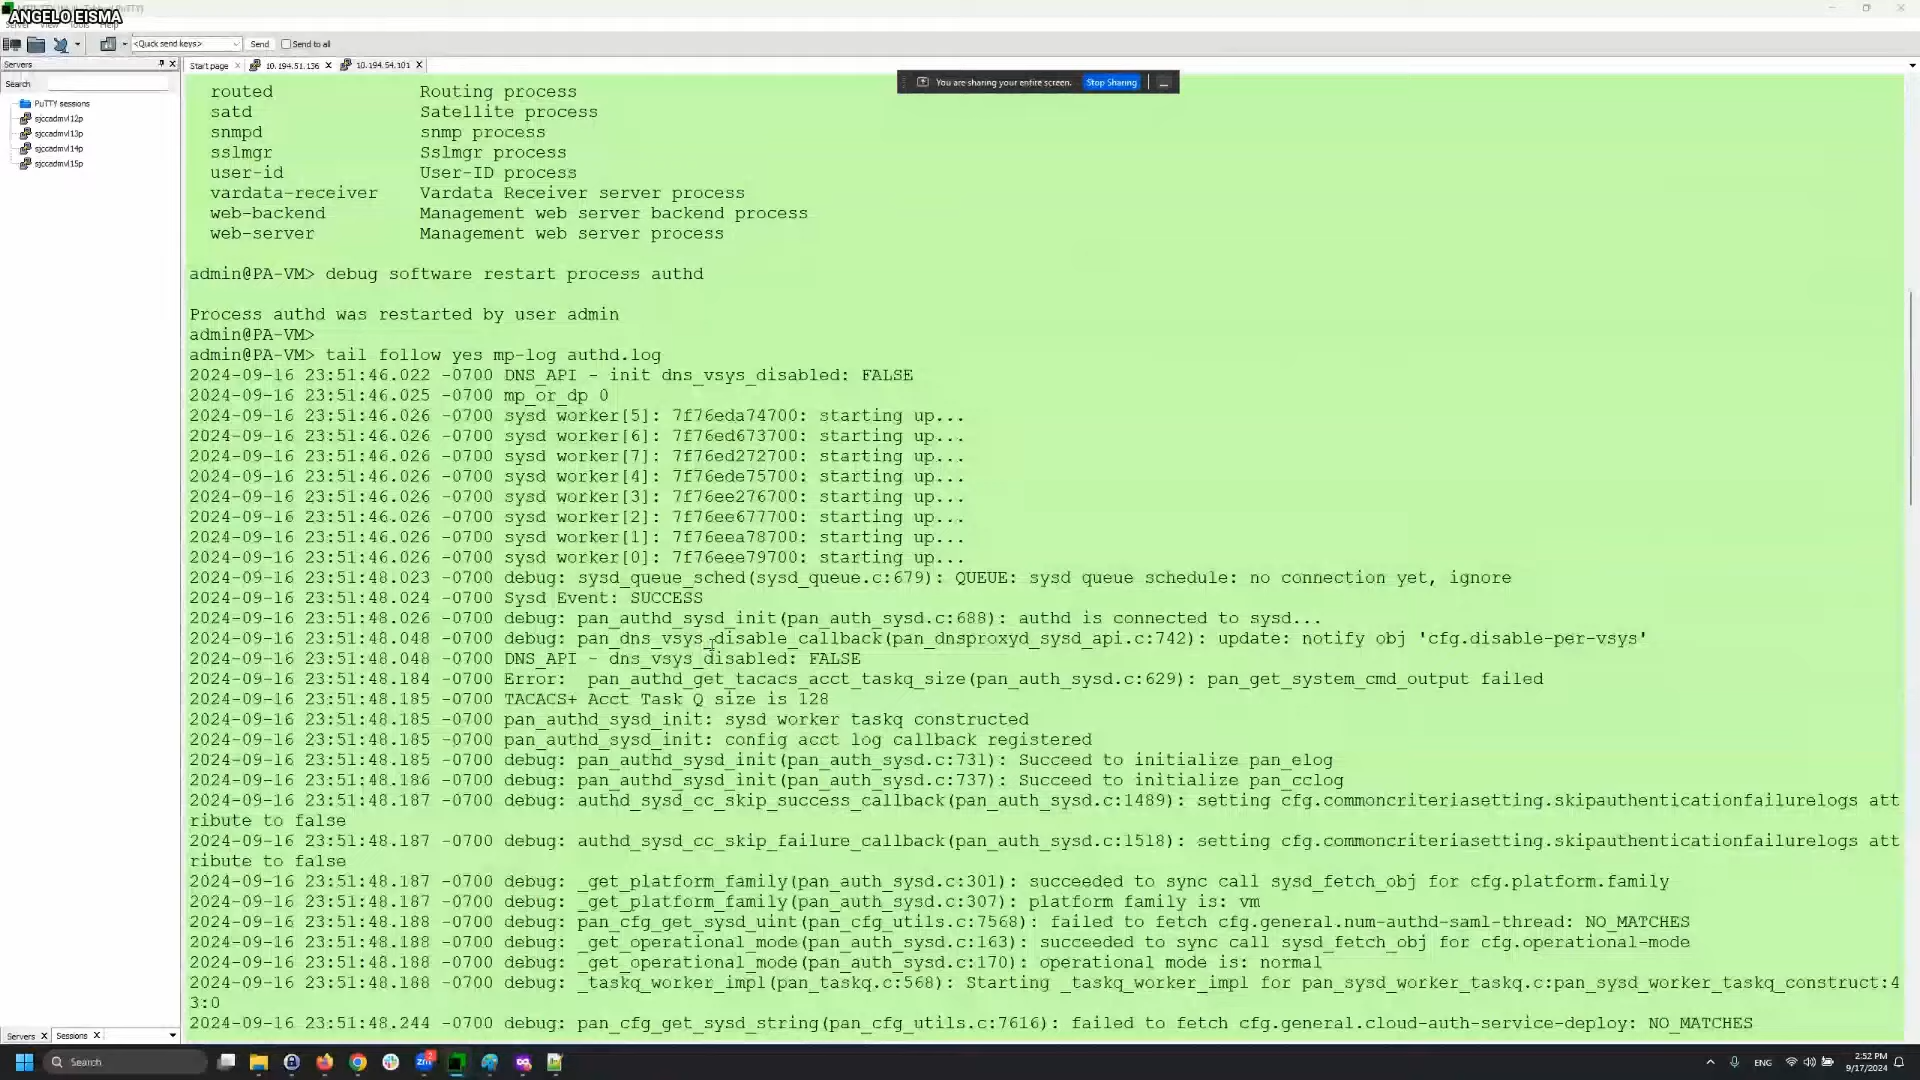 ANGELO EISMA
<Quick send keys>
Send
Send to all
Servers
Start page
10.194.51.136
10.194.54.101
Search
PuTTY sessions
sjccadmvl12p
sjccadmvl13p
sjccadmvl14p
sjccadmvl15p
You are sharing your entire screen.
Stop Sharing
routed Routing process
satd Satellite process
snmpd snmp process
sslmgr Sslmgr process
user-id User-ID process
vardata-receiver Vardata Receiver server process
web-backend Management web server backend process
web-server Management web server process
admin@PA-VM> debug software restart process authd
Process authd was restarted by user admin
admin@PA-VM>
admin@PA-VM> tail follow yes mp-log authd.log
2024-09-16 23:51:46.022 -0700 DNS_API - init dns_vsys_disabled: FALSE
2024-09-16 23:51:46.025 -0700 mp_or_dp 0
2024-09-16 23:51:46.026 -0700 sysd worker[5]: 7f76eda74700: starting up...
2024-09-16 23:51:46.026 -0700 sysd worker[6]: 7f76ed673700: starting up...
2024-09-16 23:51:46.026 -0700 sysd worker[7]: 7f76ed272700: starting up...
2024-09-16 23:51:46.026 -0700 sysd worker[4]: 7f76ede75700: starting up...
2024-09-16 23:51:46.026 -0700 sysd worker[3]: 7f76ee276700: starting up...
2024-09-16 23:51:46.026 -0700 sysd worker[2]: 7f76ee677700: starting up...
2024-09-16 23:51:46.026 -0700 sysd worker[1]: 7f76eea78700: starting up...
2024-09-16 23:51:46.026 -0700 sysd worker[0]: 7f76eee79700: starting up...
2024-09-16 23:51:48.023 -0700 debug: sysd_queue_sched(sysd_queue.c:679): QUEUE: sysd queue schedule: no connection yet, ignore
2024-09-16 23:51:48.024 -0700 Sysd Event: SUCCESS
2024-09-16 23:51:48.026 -0700 debug: pan_authd_sysd_init(pan_auth_sysd.c:688): authd is connected to sysd...
2024-09-16 23:51:48.048 -0700 debug: pan_dns_vsys_disable_callback(pan_dnsproxyd_sysd_api.c:742): update: notify obj 'cfg.disable-per-vsys'
2024-09-16 23:51:48.048 -0700 DNS_API - dns_vsys_disabled: FALSE
2024-09-16 23:51:48.184 -0700 Error:  pan_authd_get_tacacs_acct_taskq_size(pan_auth_sysd.c:629): pan_get_system_cmd_output failed
2024-09-16 23:51:48.185 -0700 TACACS+ Acct Task Q size is 128
2024-09-16 23:51:48.185 -0700 pan_authd_sysd_init: sysd worker taskq constructed
2024-09-16 23:51:48.185 -0700 pan_authd_sysd_init: config acct log callback registered
2024-09-16 23:51:48.185 -0700 debug: pan_authd_sysd_init(pan_auth_sysd.c:731): Succeed to initialize pan_elog
2024-09-16 23:51:48.186 -0700 debug: pan_authd_sysd_init(pan_auth_sysd.c:737): Succeed to initialize pan_cclog
2024-09-16 23:51:48.187 -0700 debug: authd_sysd_cc_skip_success_callback(pan_auth_sysd.c:1489): setting cfg.commoncriteriasetting.skipauthenticationfailurelogs att
ribute to false
2024-09-16 23:51:48.187 -0700 debug: authd_sysd_cc_skip_failure_callback(pan_auth_sysd.c:1518): setting cfg.commoncriteriasetting.skipauthenticationfailurelogs att
ribute to false
2024-09-16 23:51:48.187 -0700 debug: _get_platform_family(pan_auth_sysd.c:301): succeeded to sync call sysd_fetch_obj for cfg.platform.family
2024-09-16 23:51:48.187 -0700 debug: _get_platform_family(pan_auth_sysd.c:307): platform family is: vm
2024-09-16 23:51:48.188 -0700 debug: pan_cfg_get_sysd_uint(pan_cfg_utils.c:7568): failed to fetch cfg.general.num-authd-saml-thread: NO_MATCHES
2024-09-16 23:51:48.188 -0700 debug: _get_operational_mode(pan_auth_sysd.c:163): succeeded to sync call sysd_fetch_obj for cfg.operational-mode
2024-09-16 23:51:48.188 -0700 debug: _get_operational_mode(pan_auth_sysd.c:170): operational mode is: normal
2024-09-16 23:51:48.188 -0700 debug: _taskq_worker_impl(pan_taskq.c:568): Starting _taskq_worker_impl for pan_sysd_worker_taskq.c:pan_sysd_worker_taskq_construct:4
3:0
2024-09-16 23:51:48.244 -0700 debug: pan_cfg_get_sysd_string(pan_cfg_utils.c:7616): failed to fetch cfg.general.cloud-auth-service-deploy: NO_MATCHES
Servers
Sessions
Search
ENG
2:52 PM
9/17/2024